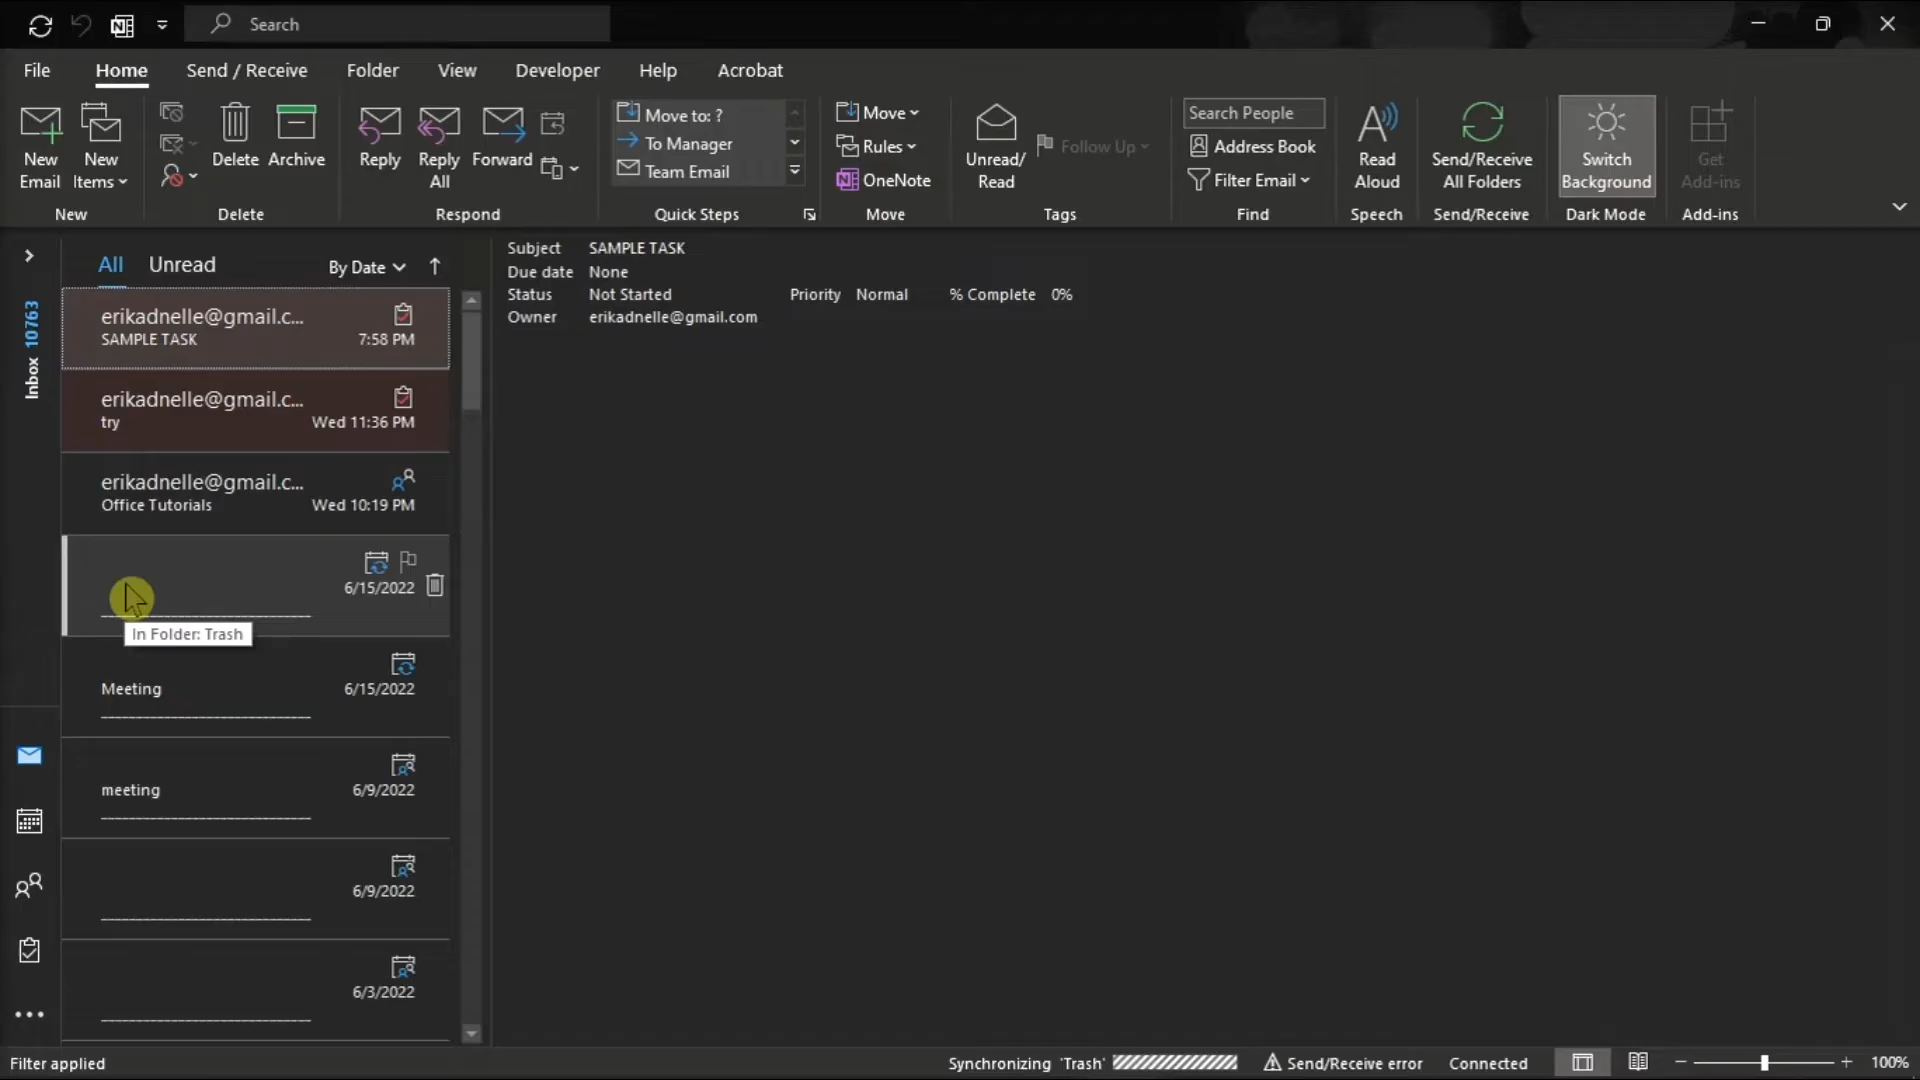 Search
File Home Send / Receive Folder View Developer Help Acrobat
New Email
New Items
New
Delete
Archive
Delete
Reply
Reply All
Forward
Respond
Move to: ?
To Manager
Team Email
Quick Steps
Move
Rules
OneNote
Move
Unread/ Read
Follow Up
Tags
Search People
Address Book
Filter Email
Find
Read Aloud
Speech
Send/Receive All Folders
Send/Receive
Switch Background
Dark Mode
Get Add-ins
Add-ins
Inbox 10763
All Unread By Date
erikadnelle@gmail.c...
SAMPLE TASK 7:58 PM
erikadnelle@gmail.c...
try Wed 11:36 PM
erikadnelle@gmail.c...
Office Tutorials Wed 10:19 PM
6/15/2022
In Folder: Trash
Meeting 6/15/2022
meeting 6/9/2022
6/9/2022
6/3/2022
Subject SAMPLE TASK
Due date None
Status Not Started Priority Normal % Complete 0%
Owner erikadnelle@gmail.com
Filter applied
Synchronizing 'Trash' Send/Receive error Connected 100%